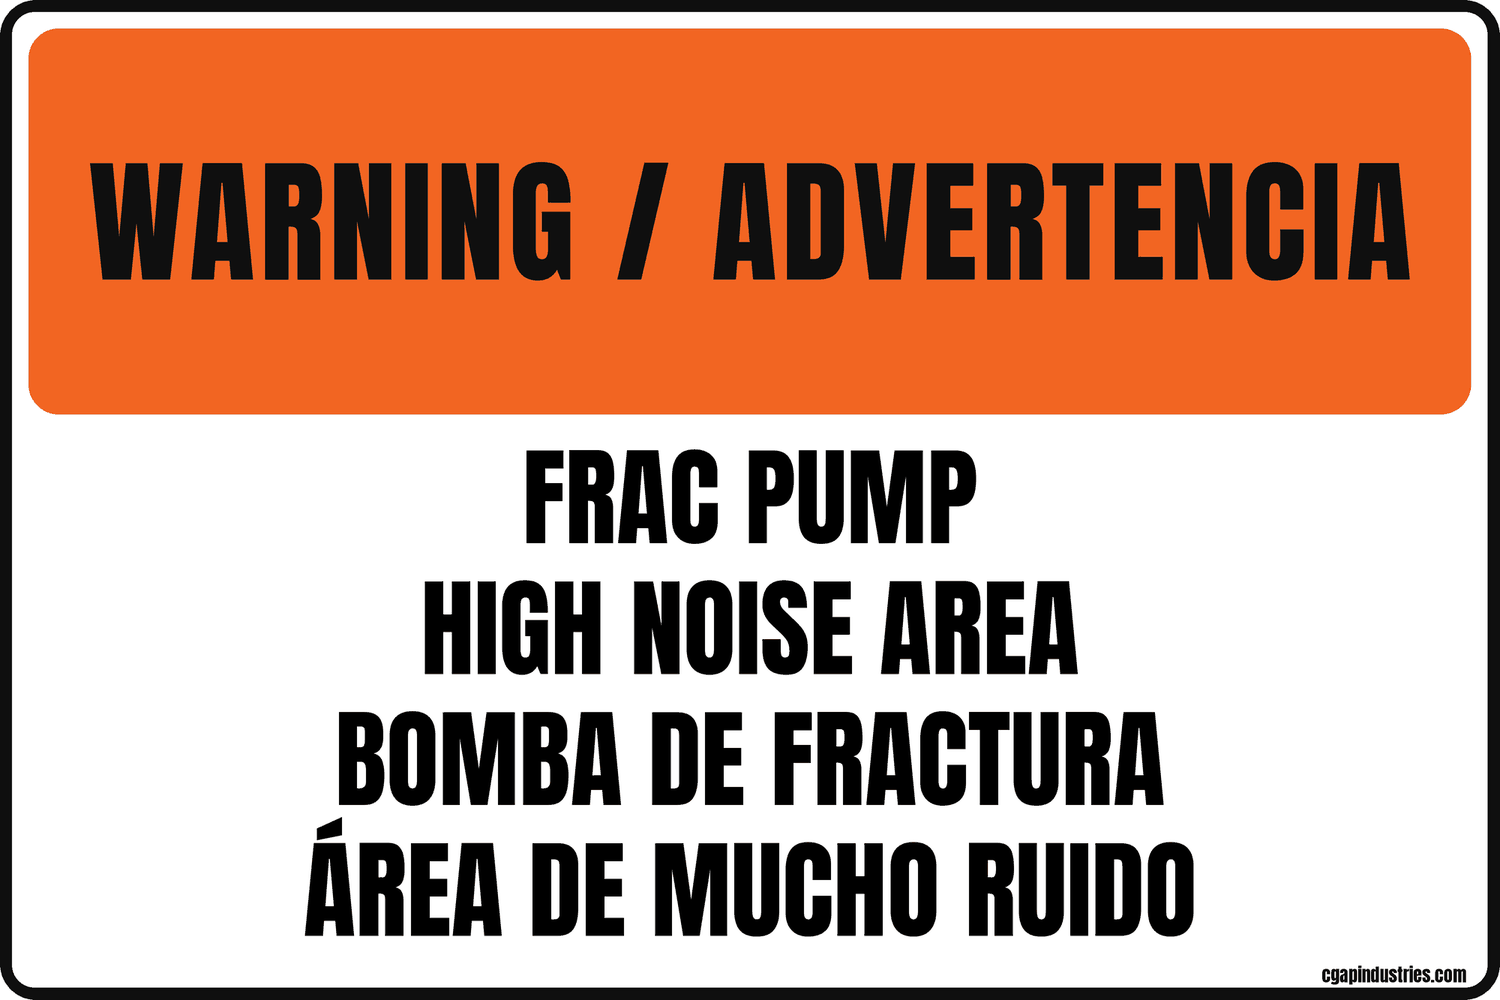 WARNING / ADVERTENCIA
FRAC PUMP
HIGH NOISE AREA
BOMBA DE FRACTURA
ÁREA DE MUCHO RUIDO
cgapindustries.com